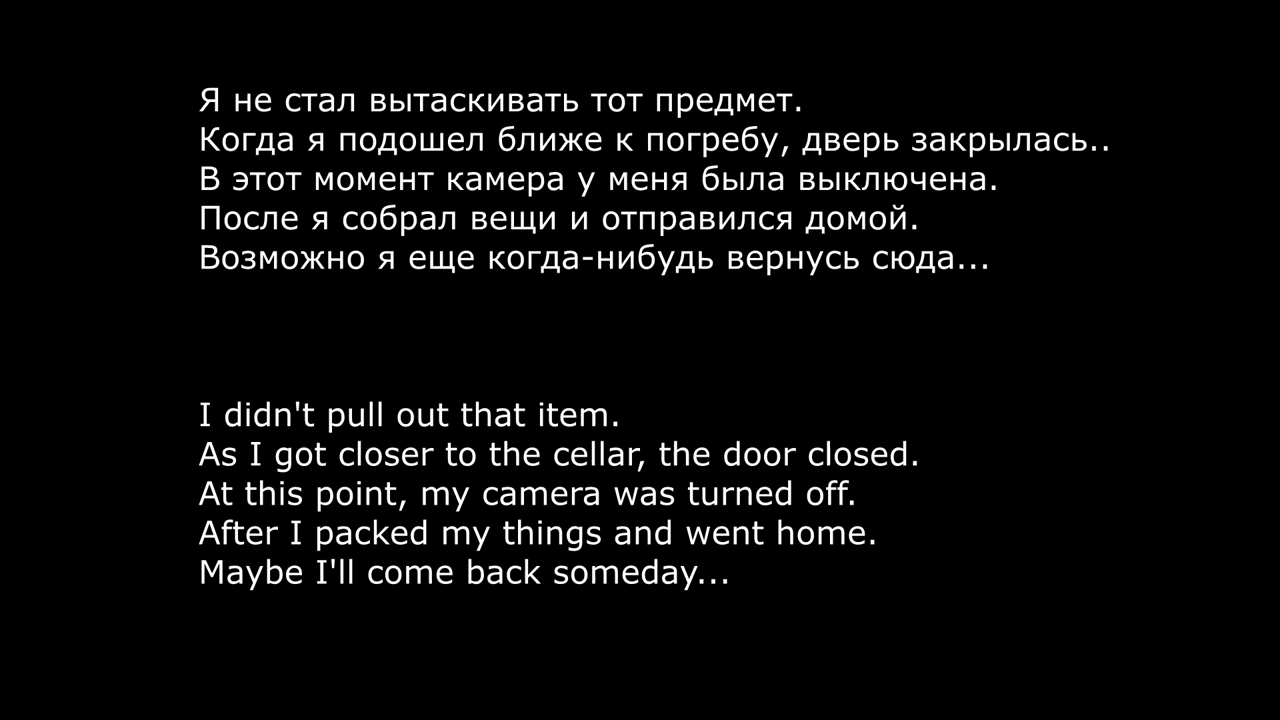 Я не стал вытаскивать тот предмет.
Когда я подошел ближе к погребу, дверь закрылась..
В этот момент камера у меня была выключена.
После я собрал вещи и отправился домой.
Возможно я еще когда-нибудь вернусь сюда...
I didn't pull out that item.
As I got closer to the cellar, the door closed.
At this point, my camera was turned off.
After I packed my things and went home.
Maybe I'll come back someday...